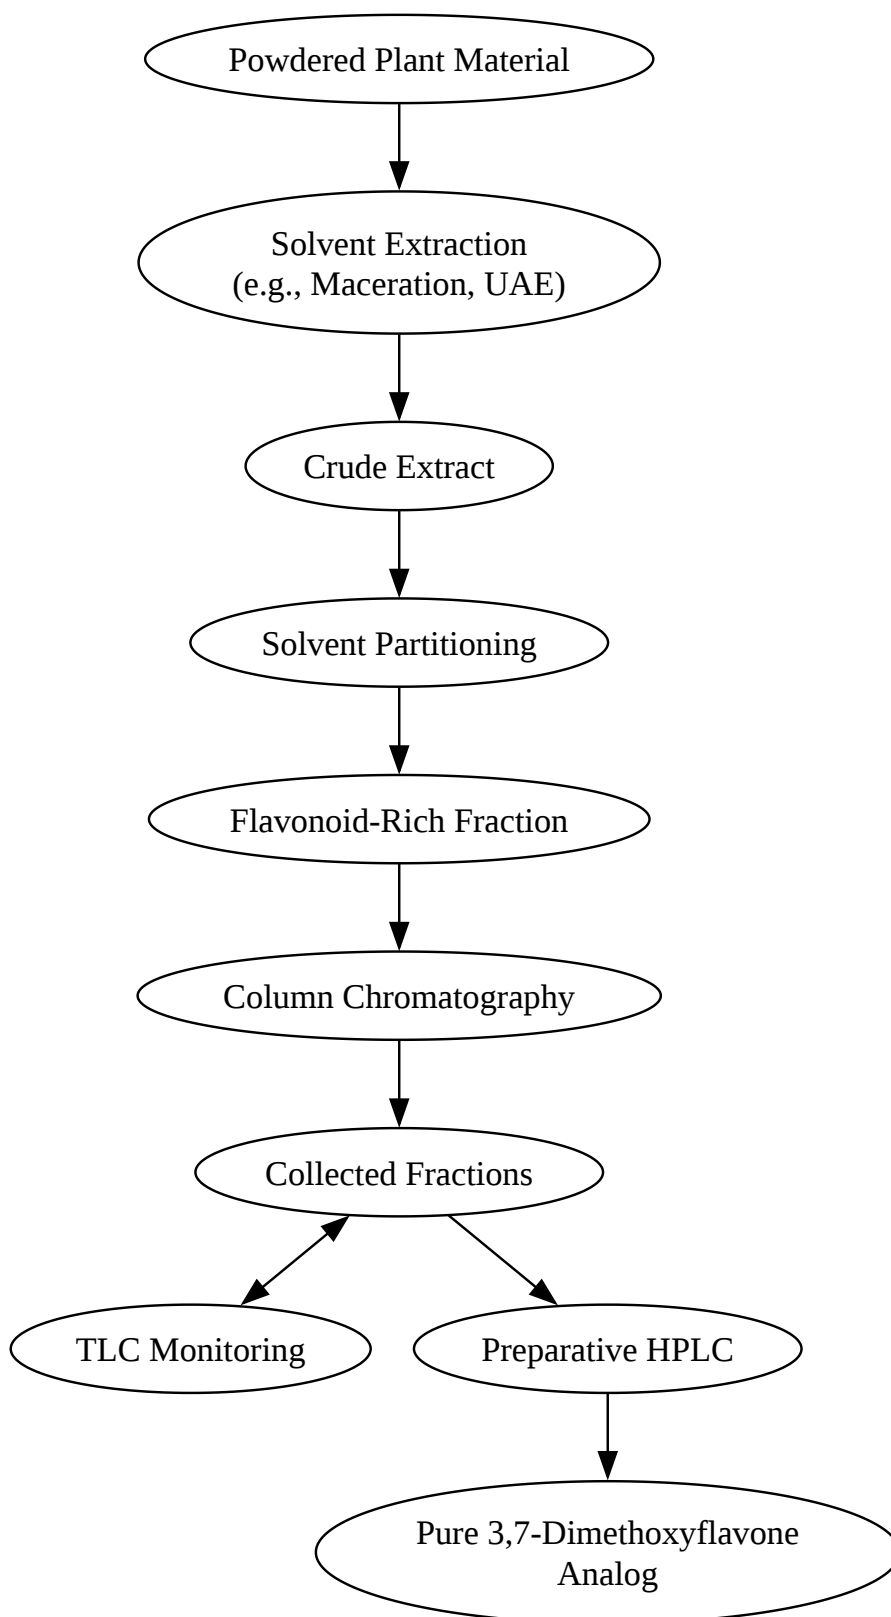 Powdered Plant Material
Solvent Extraction
(e.g., Maceration, UAE)
Crude Extract
Solvent Partitioning
Flavonoid-Rich Fraction
Column Chromatography
Collected Fractions
TLC Monitoring
Preparative HPLC
Pure 3,7-Dimethoxyflavone
Analog